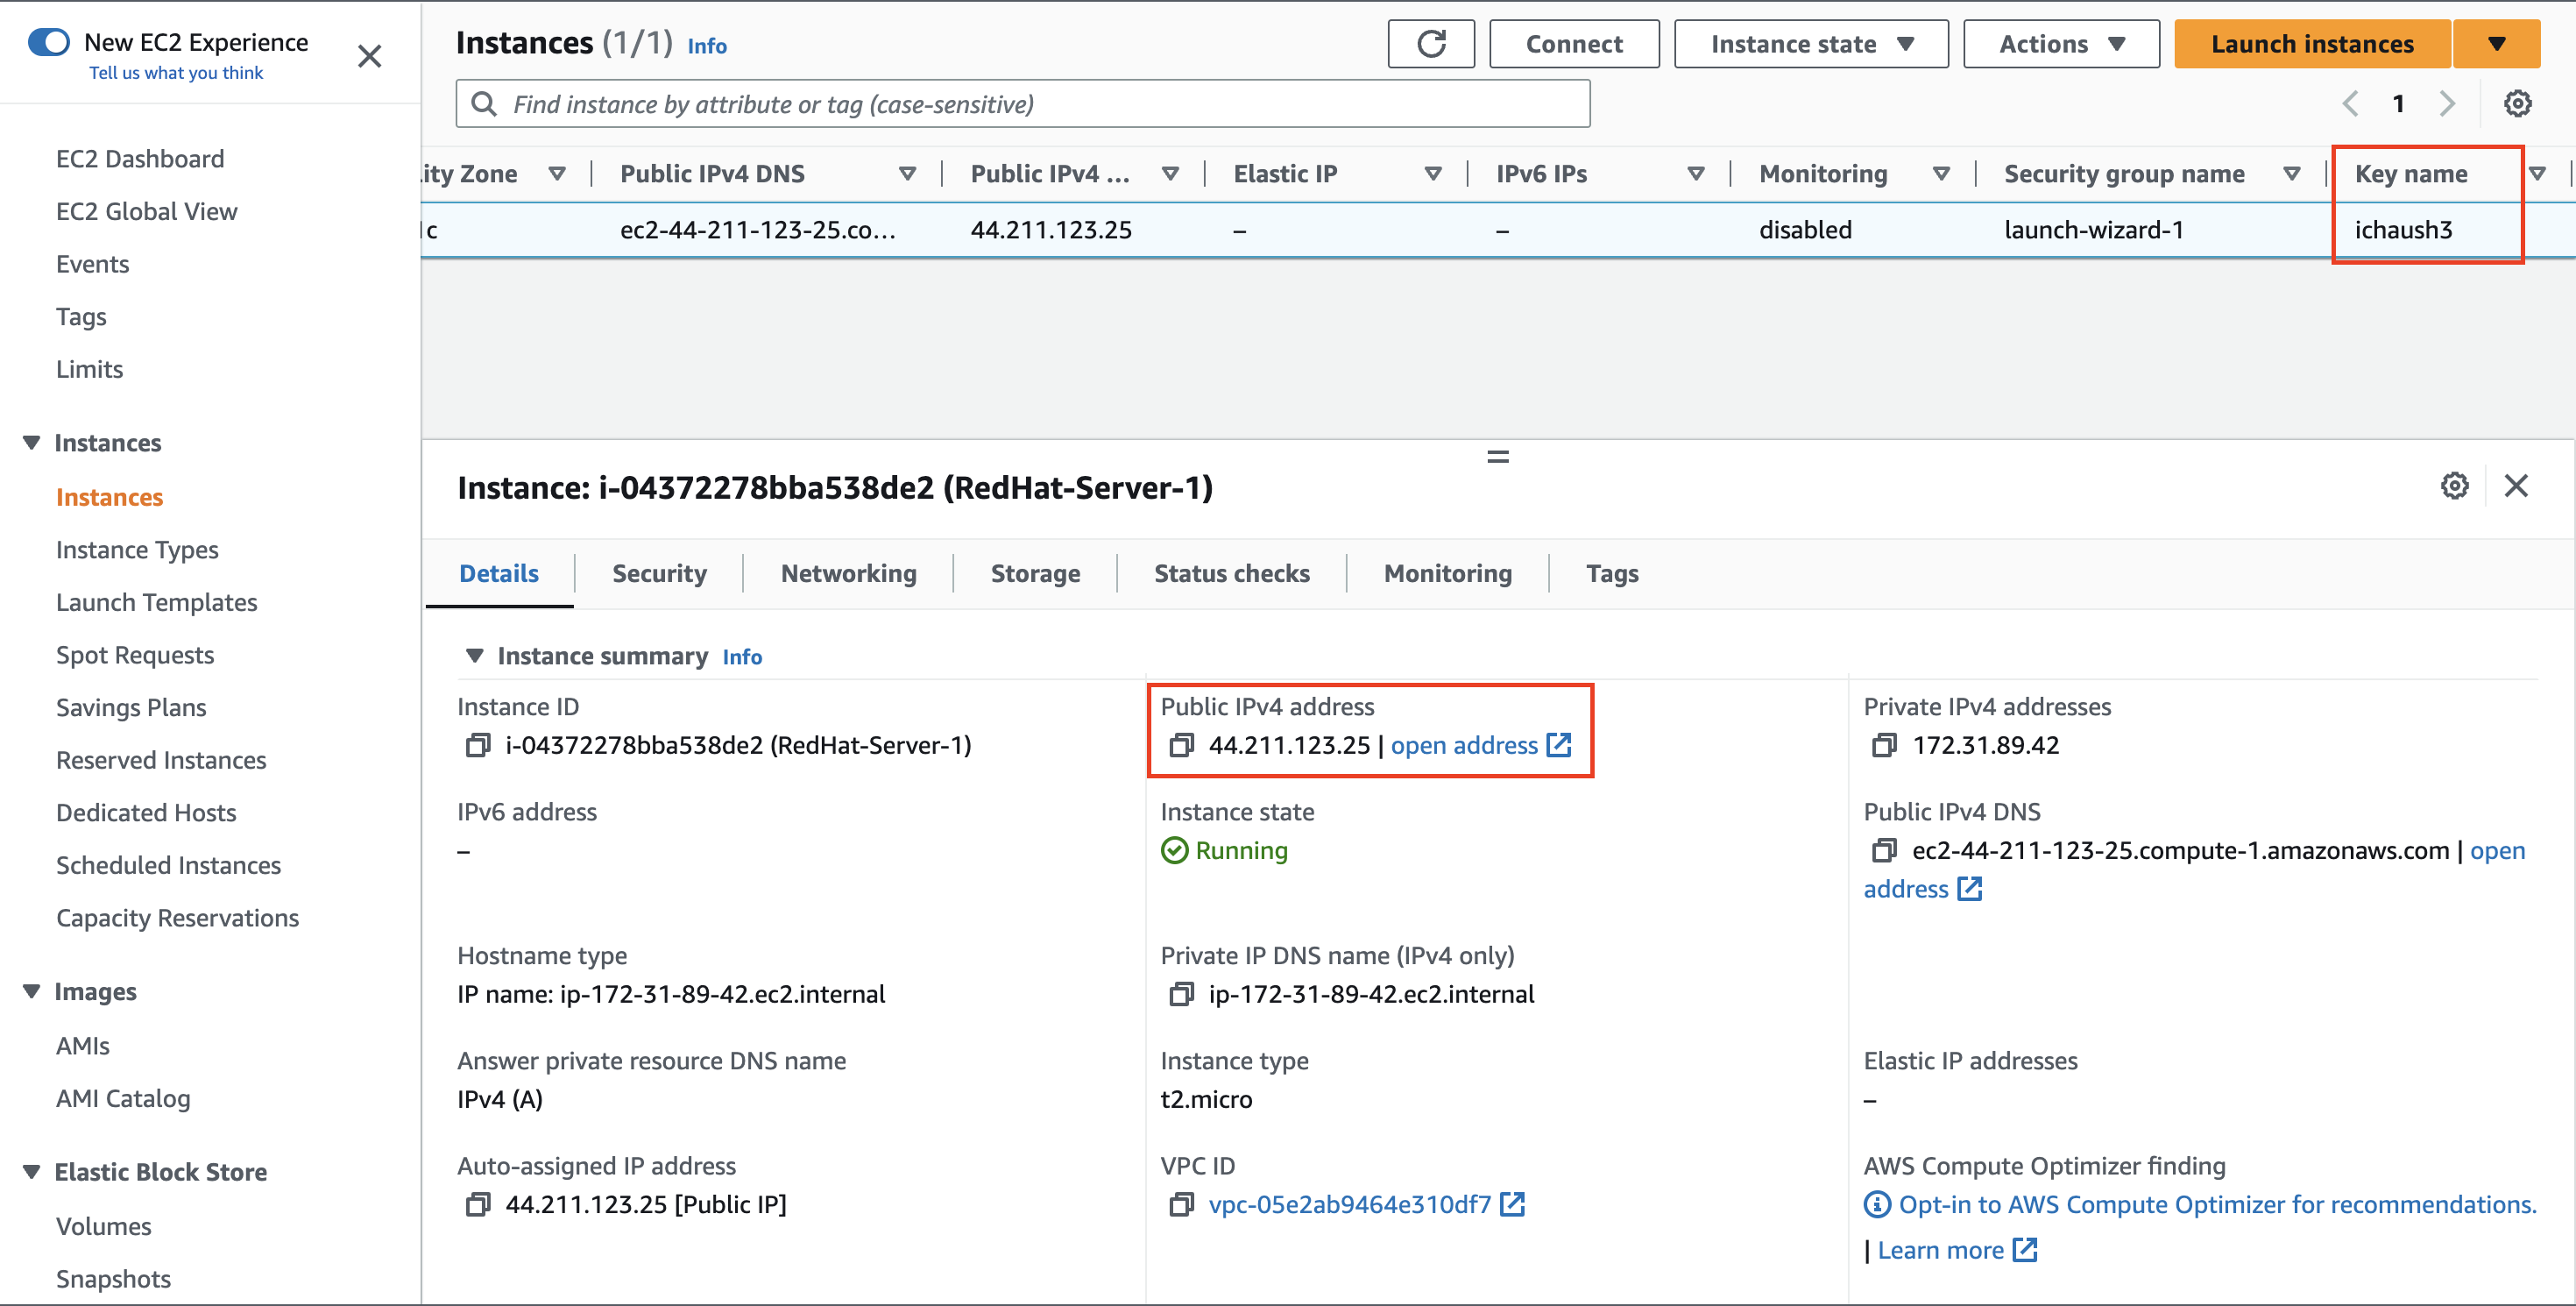 New EC2 Experience
Tell us what you think
EC2 Dashboard
EC2 Global View
Events
Tags
Limits
Instances
Instances
Instance Types
Launch Templates
Spot Requests
Savings Plans
Reserved Instances
Dedicated Hosts
Scheduled Instances
Capacity Reservations
Images
AMIs
AMI Catalog
Elastic Block Store
Volumes
Snapshots
Instances (1/1) Info
Connect
Instance state
Actions
Launch instances
Find instance by attribute or tag (case-sensitive)
1
ity Zone Public IPv4 DNS Public IPv4 ... Elastic IP IPv6 IPs Monitoring Security group name Key name
1c ec2-44-211-123-25.co... 44.211.123.25 – – disabled launch-wizard-1 ichaush3
Instance: i-04372278bba538de2 (RedHat-Server-1)
Details Security Networking Storage Status checks Monitoring Tags
Instance summary Info
Instance ID
i-04372278bba538de2 (RedHat-Server-1)
Public IPv4 address
44.211.123.25 | open address
Private IPv4 addresses
172.31.89.42
IPv6 address
–
Instance state
Running
Public IPv4 DNS
ec2-44-211-123-25.compute-1.amazonaws.com | open
address
Hostname type
IP name: ip-172-31-89-42.ec2.internal
Private IP DNS name (IPv4 only)
ip-172-31-89-42.ec2.internal
Answer private resource DNS name
IPv4 (A)
Instance type
t2.micro
Elastic IP addresses
–
Auto-assigned IP address
44.211.123.25 [Public IP]
VPC ID
vpc-05e2ab9464e310df7
AWS Compute Optimizer finding
Opt-in to AWS Compute Optimizer for recommendations.
| Learn more